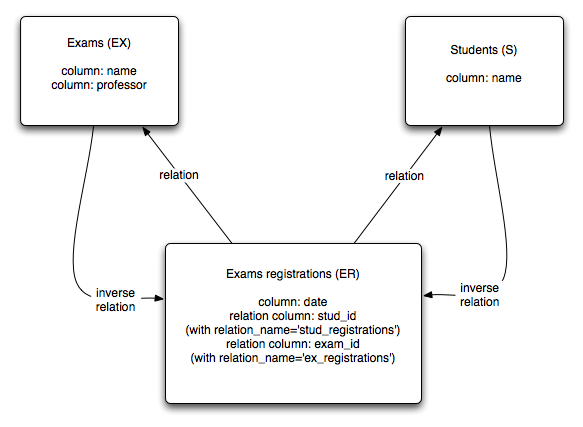 Exams (EX)
column: name
column: professor
Students (S)
column: name
relation
relation
inverse
relation
inverse
relation
Exams registrations (ER)
column: date
relation column: stud_id
(with relation_name='stud_registrations')
relation column: exam_id
(with relation_name='ex_registrations')